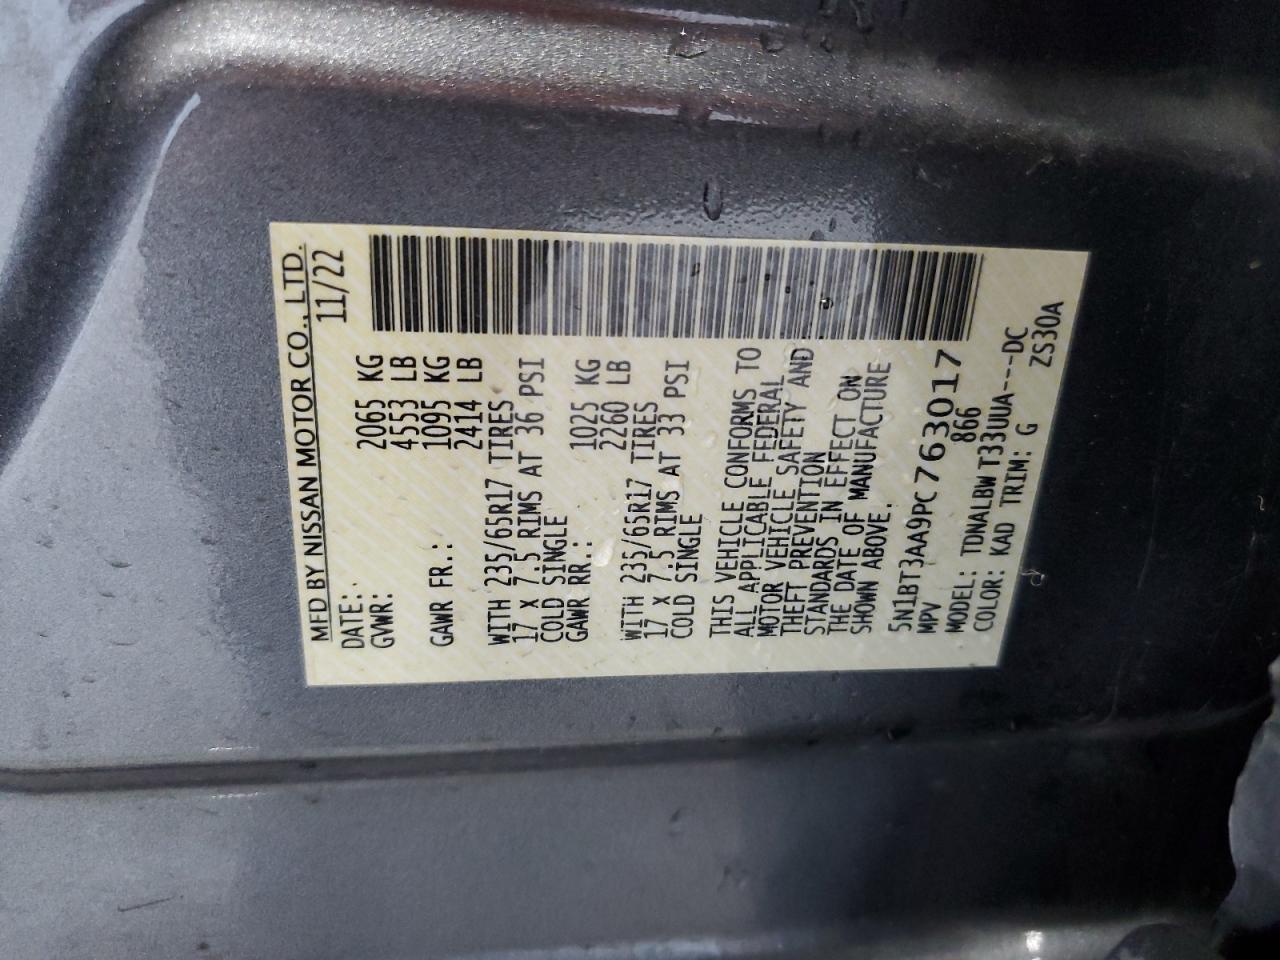 MFD BY NISSAN MOTOR CO., LTD.
DATE: 11/22
GVWR: 2065 KG
4553 LB
GAWR FR.: 1095 KG
2414 LB
WITH 235/65R17 TIRES
17 X 7.5 RIMS AT 36 PSI
COLD SINGLE
GAWR RR.: 1025 KG
2260 LB
WITH 235/65R17 TIRES
17 X 7.5 RIMS AT 33 PSI
COLD SINGLE
THIS VEHICLE CONFORMS TO
ALL APPLICABLE FEDERAL
MOTOR VEHICLE SAFETY AND
THEFT PREVENTION
STANDARDS IN EFFECT ON
THE DATE OF MANUFACTURE
SHOWN ABOVE.
5N1BT3AA9PC763017
MPV 866
MODEL: TDNALBW T33UUA---DC
COLOR: KAD TRIM: G ZS30A